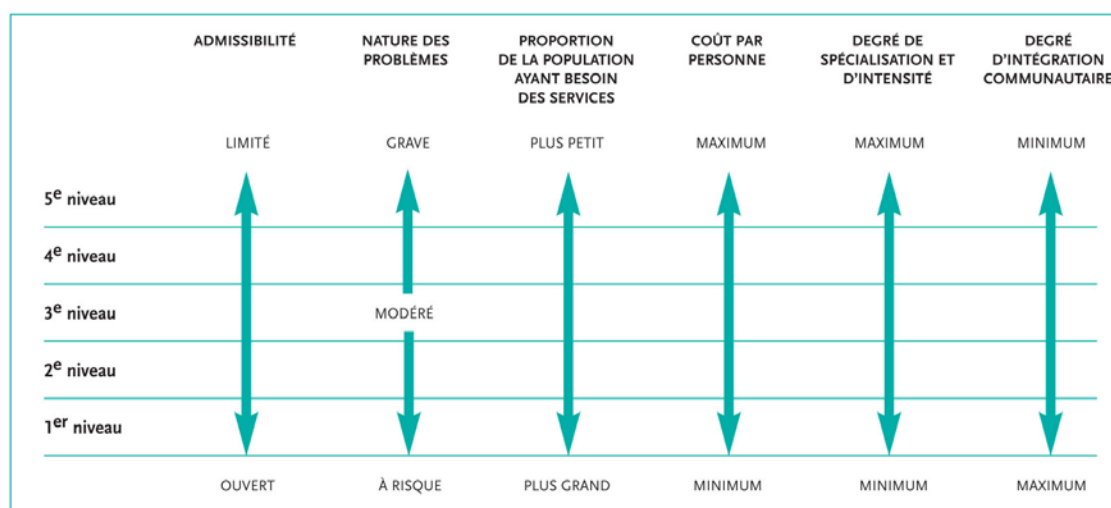 ADMISSIBILITÉ
NATURE DES
PROBLÈMES
PROPORTION
DE LA POPULATION
AYANT BESOIN
DES SERVICES
COÛT PAR
PERSONNE
DEGRÉ DE
SPÉCIALISATION ET
D'INTENSITÉ
DEGRÉ
D'INTÉGRATION
COMMUNAUTAIRE
LIMITÉ
GRAVE
PLUS PETIT
MAXIMUM
MAXIMUM
MINIMUM
5e niveau
4e niveau
3e niveau
MODÉRÉ
2e niveau
1er niveau
OUVERT
À RISQUE
PLUS GRAND
MINIMUM
MINIMUM
MAXIMUM